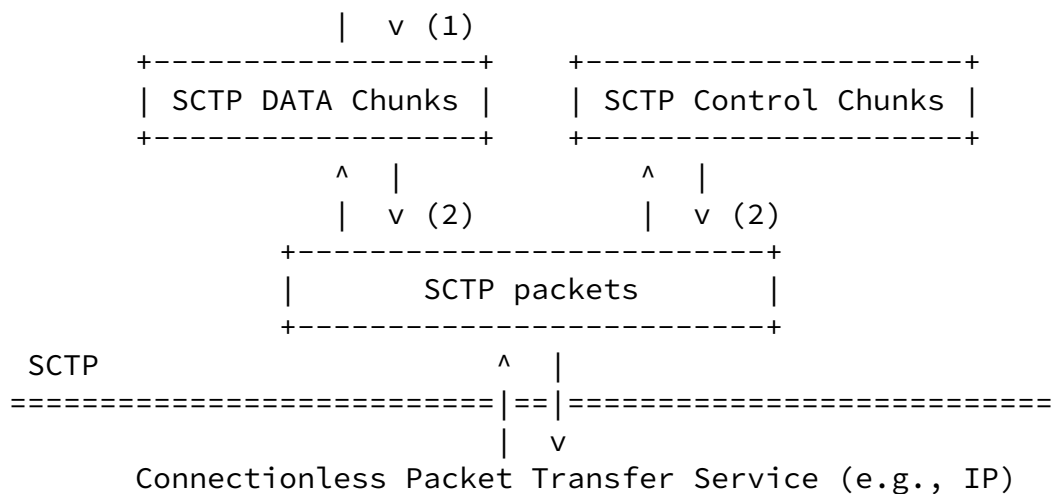 |  v (1)
+------------------+    +---------------------+
| SCTP DATA Chunks |    | SCTP Control Chunks |
+------------------+    +---------------------+
^  |             ^  |
|  v (2)         |  v (2)
+--------------------------+
|       SCTP packets       |
+--------------------------+
SCTP                      ^  |
===========================|==|===========================
|  v
Connectionless Packet Transfer Service (e.g., IP)